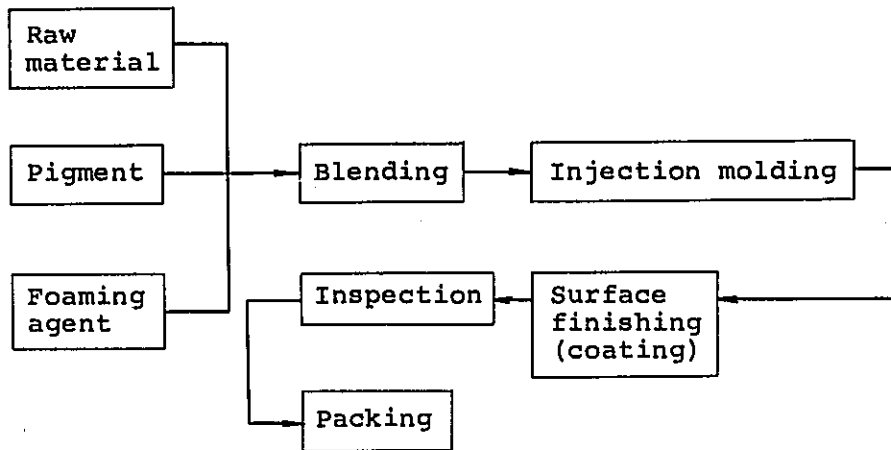 Raw
material
Pigment
Blending
Injection molding
Foaming
agent
Inspection
Surface
finishing
(coating)
Packing